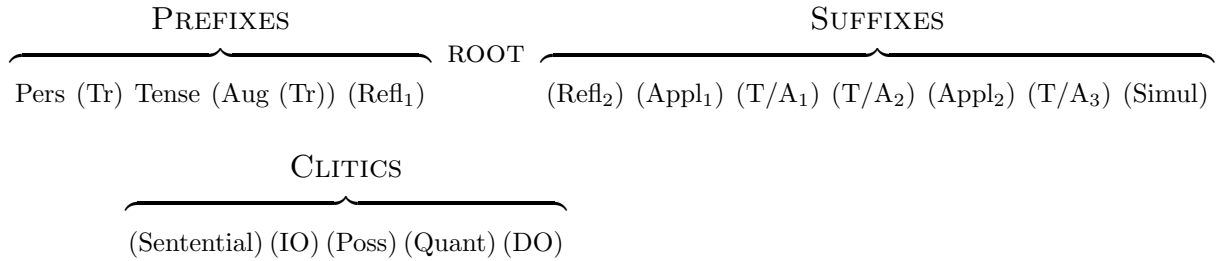 PREFIXES ROOT SUFFIXES
Pers (Tr) Tense (Aug (Tr)) (Refl₁) (Refl₂) (Appl₁) (T/A₁) (T/A₂) (Appl₂) (T/A₃) (Simul)
CLITICS
(Sentential) (IO) (Poss) (Quant) (DO)